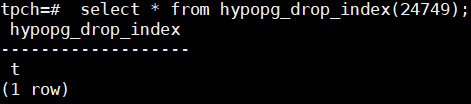 tpch=#  select * from hypopg_drop_index(24749);
 hypopg_drop_index
-------------------
 t
(1 row)